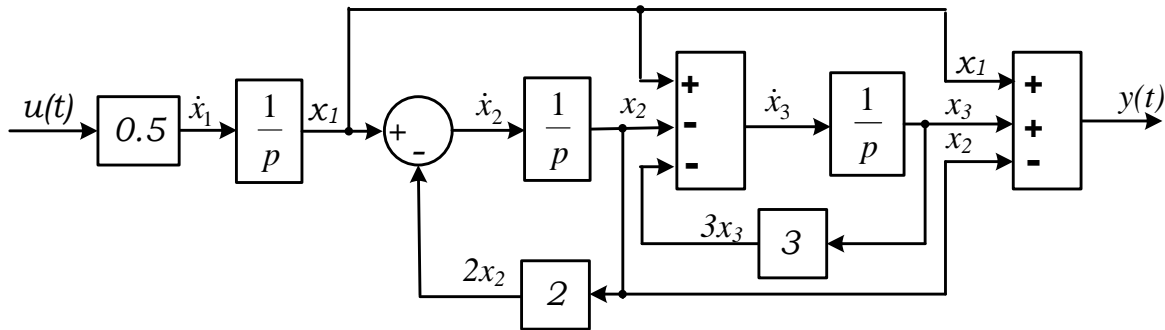 u(t)
0.5
ẋ₁
1
p
x₁
+
-
ẋ₂
1
p
x₂
+
-
-
ẋ₃
1
p
x₁
x₃
x₂
+
+
-
y(t)
3x₃
3
2x₂
2